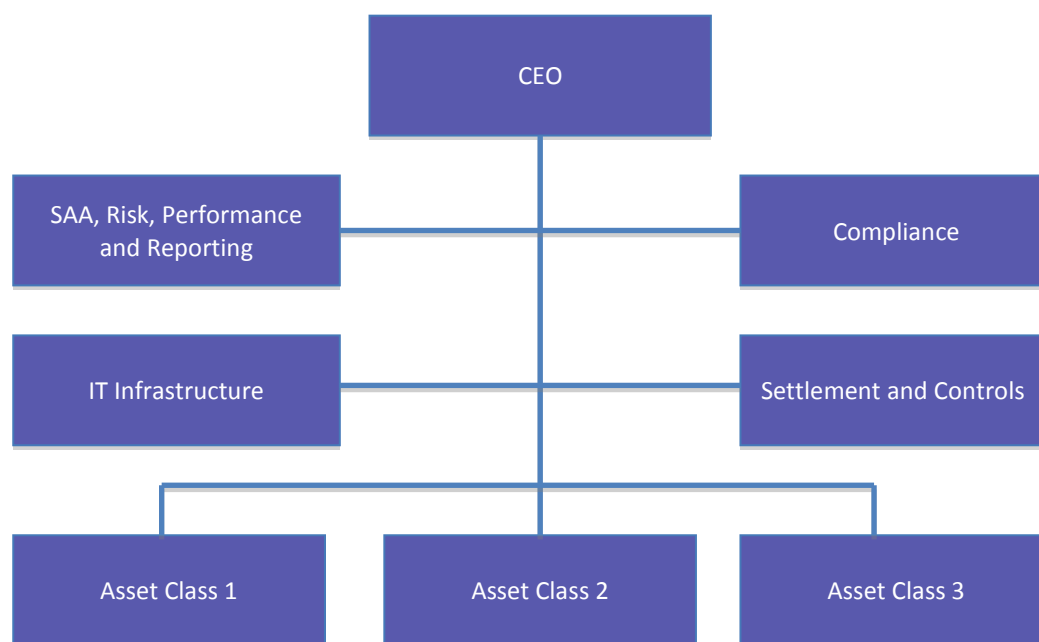 CEO
SAA, Risk, Performance
and Reporting
Compliance
IT Infrastructure
Settlement and Controls
Asset Class 1
Asset Class 2
Asset Class 3